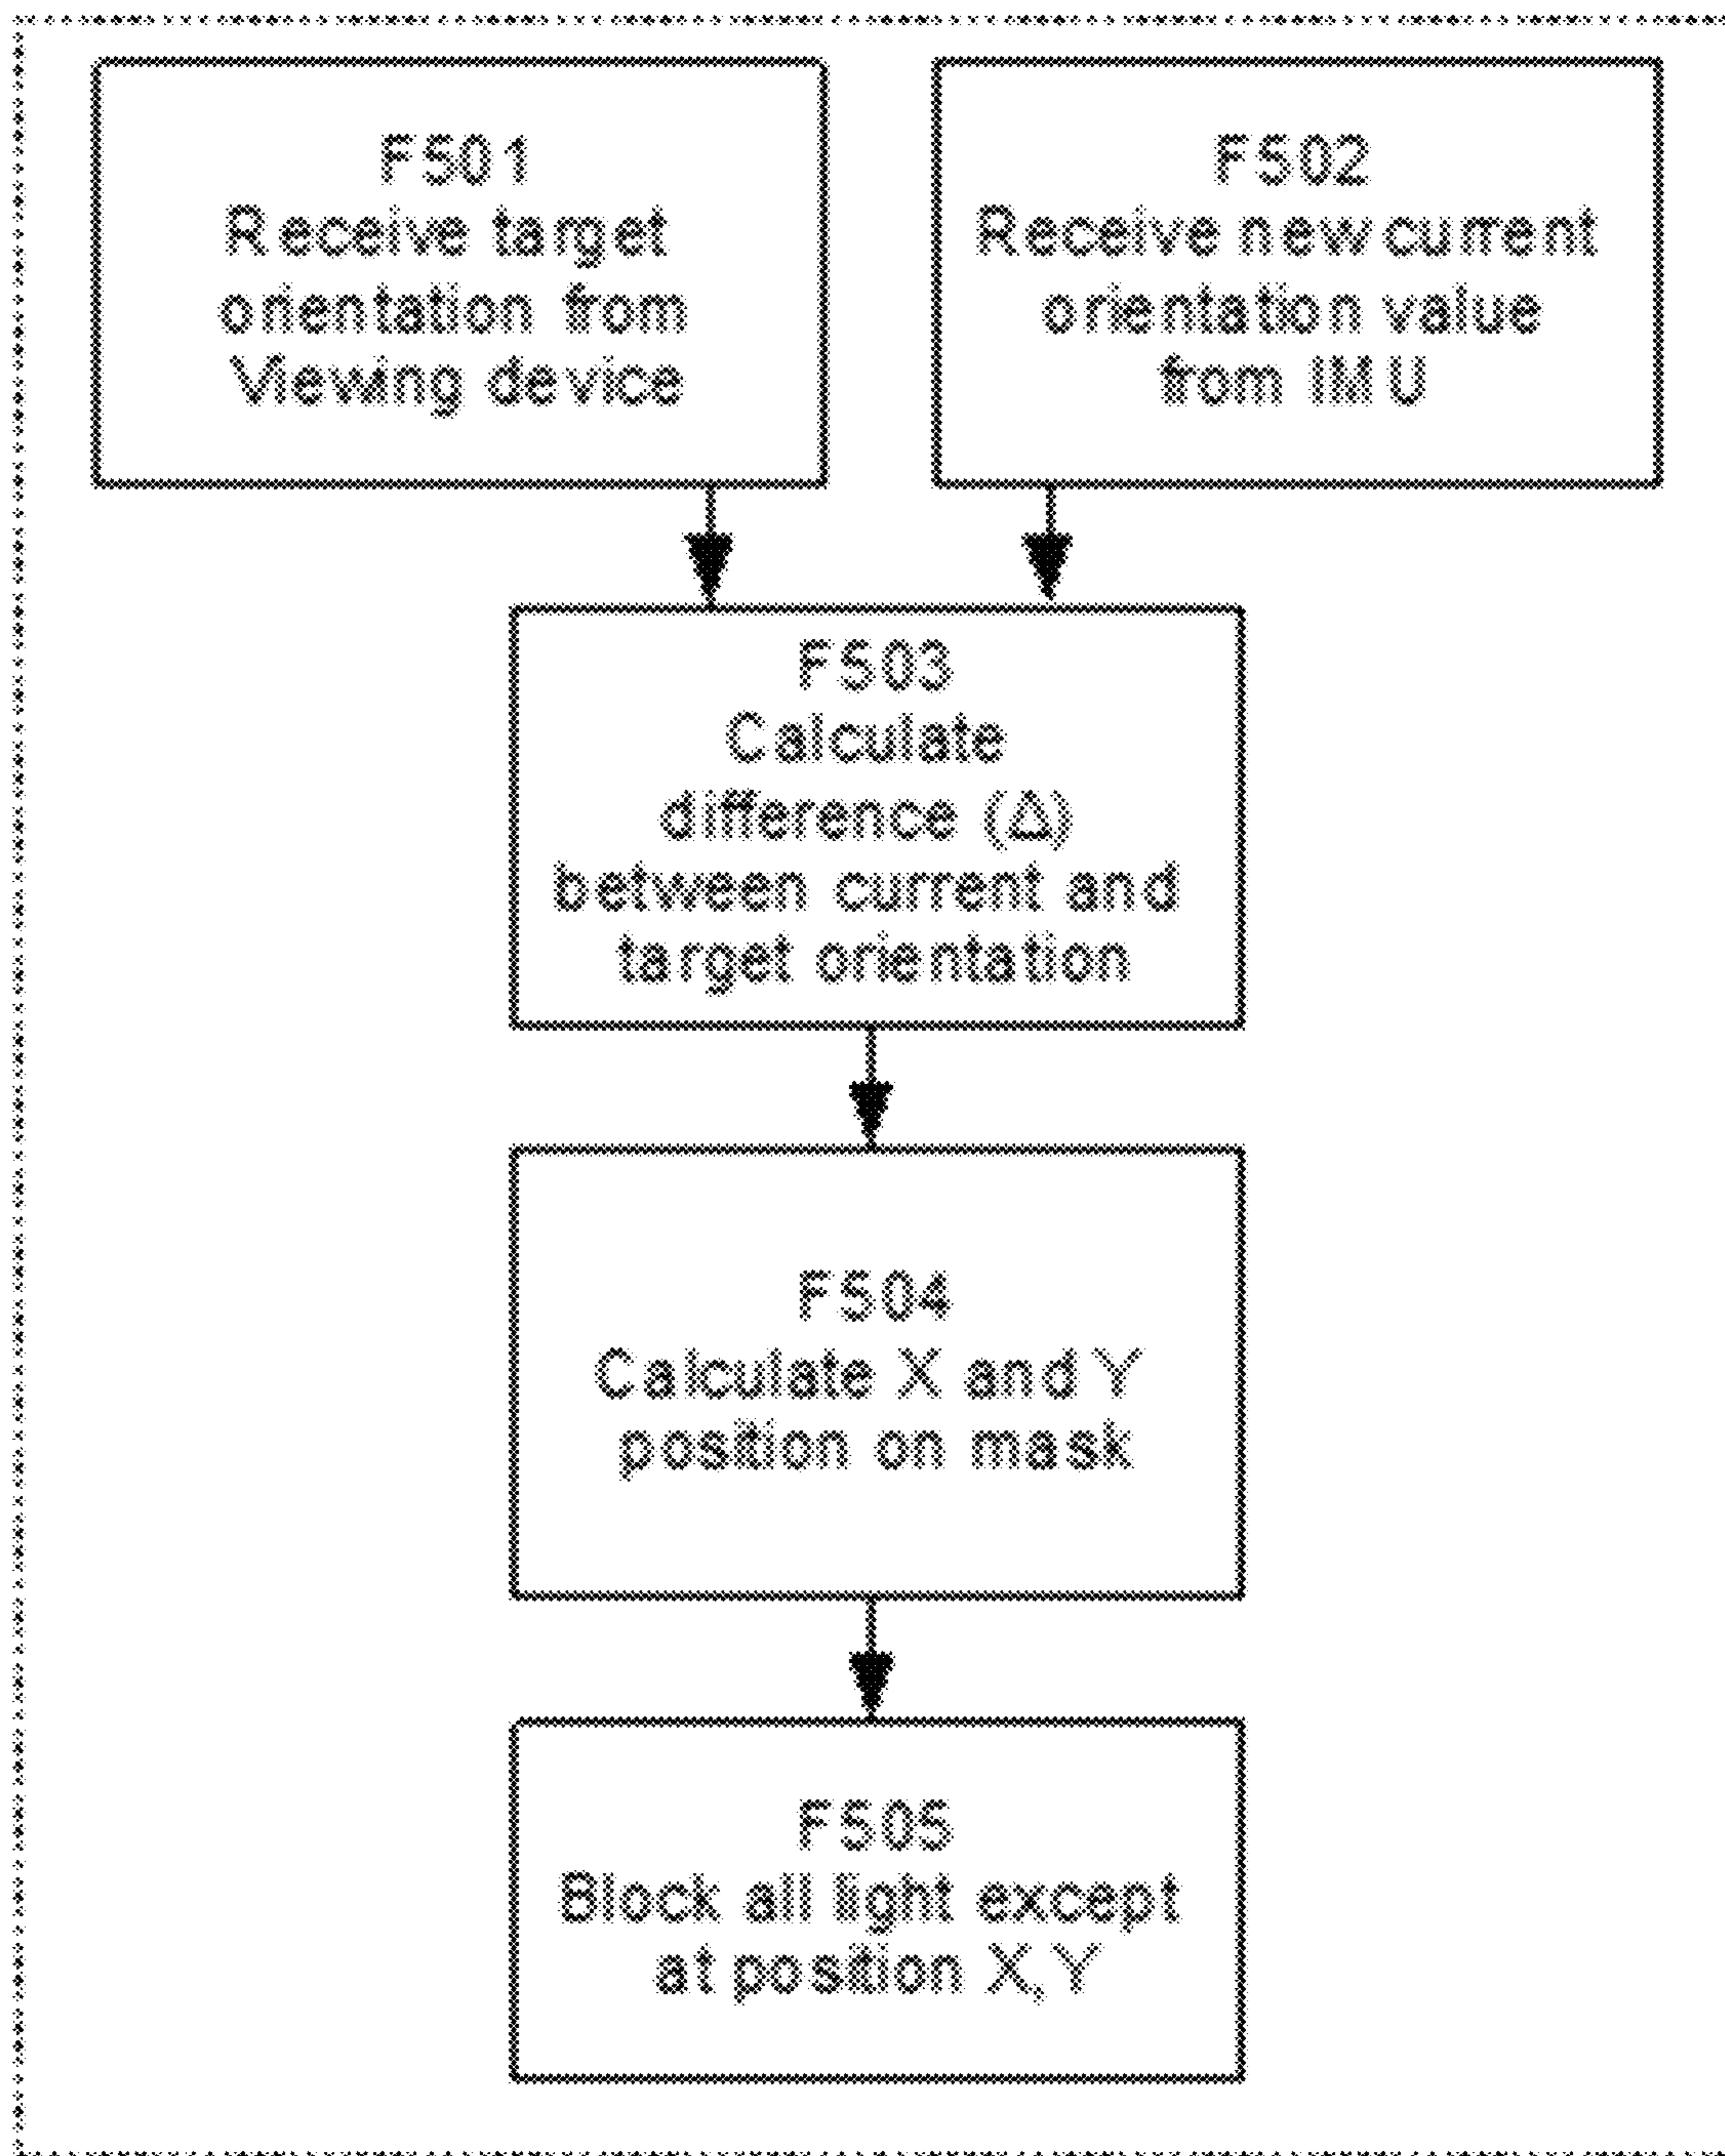 F501
Receive target
orientation from
Viewing device
F502
Receive new current
orientation value
from IMU
F503
Calculate
difference (Δ)
between current and
target orientation
F504
Calculate X and Y
position on mask
F505
Block all light except
at position X, Y